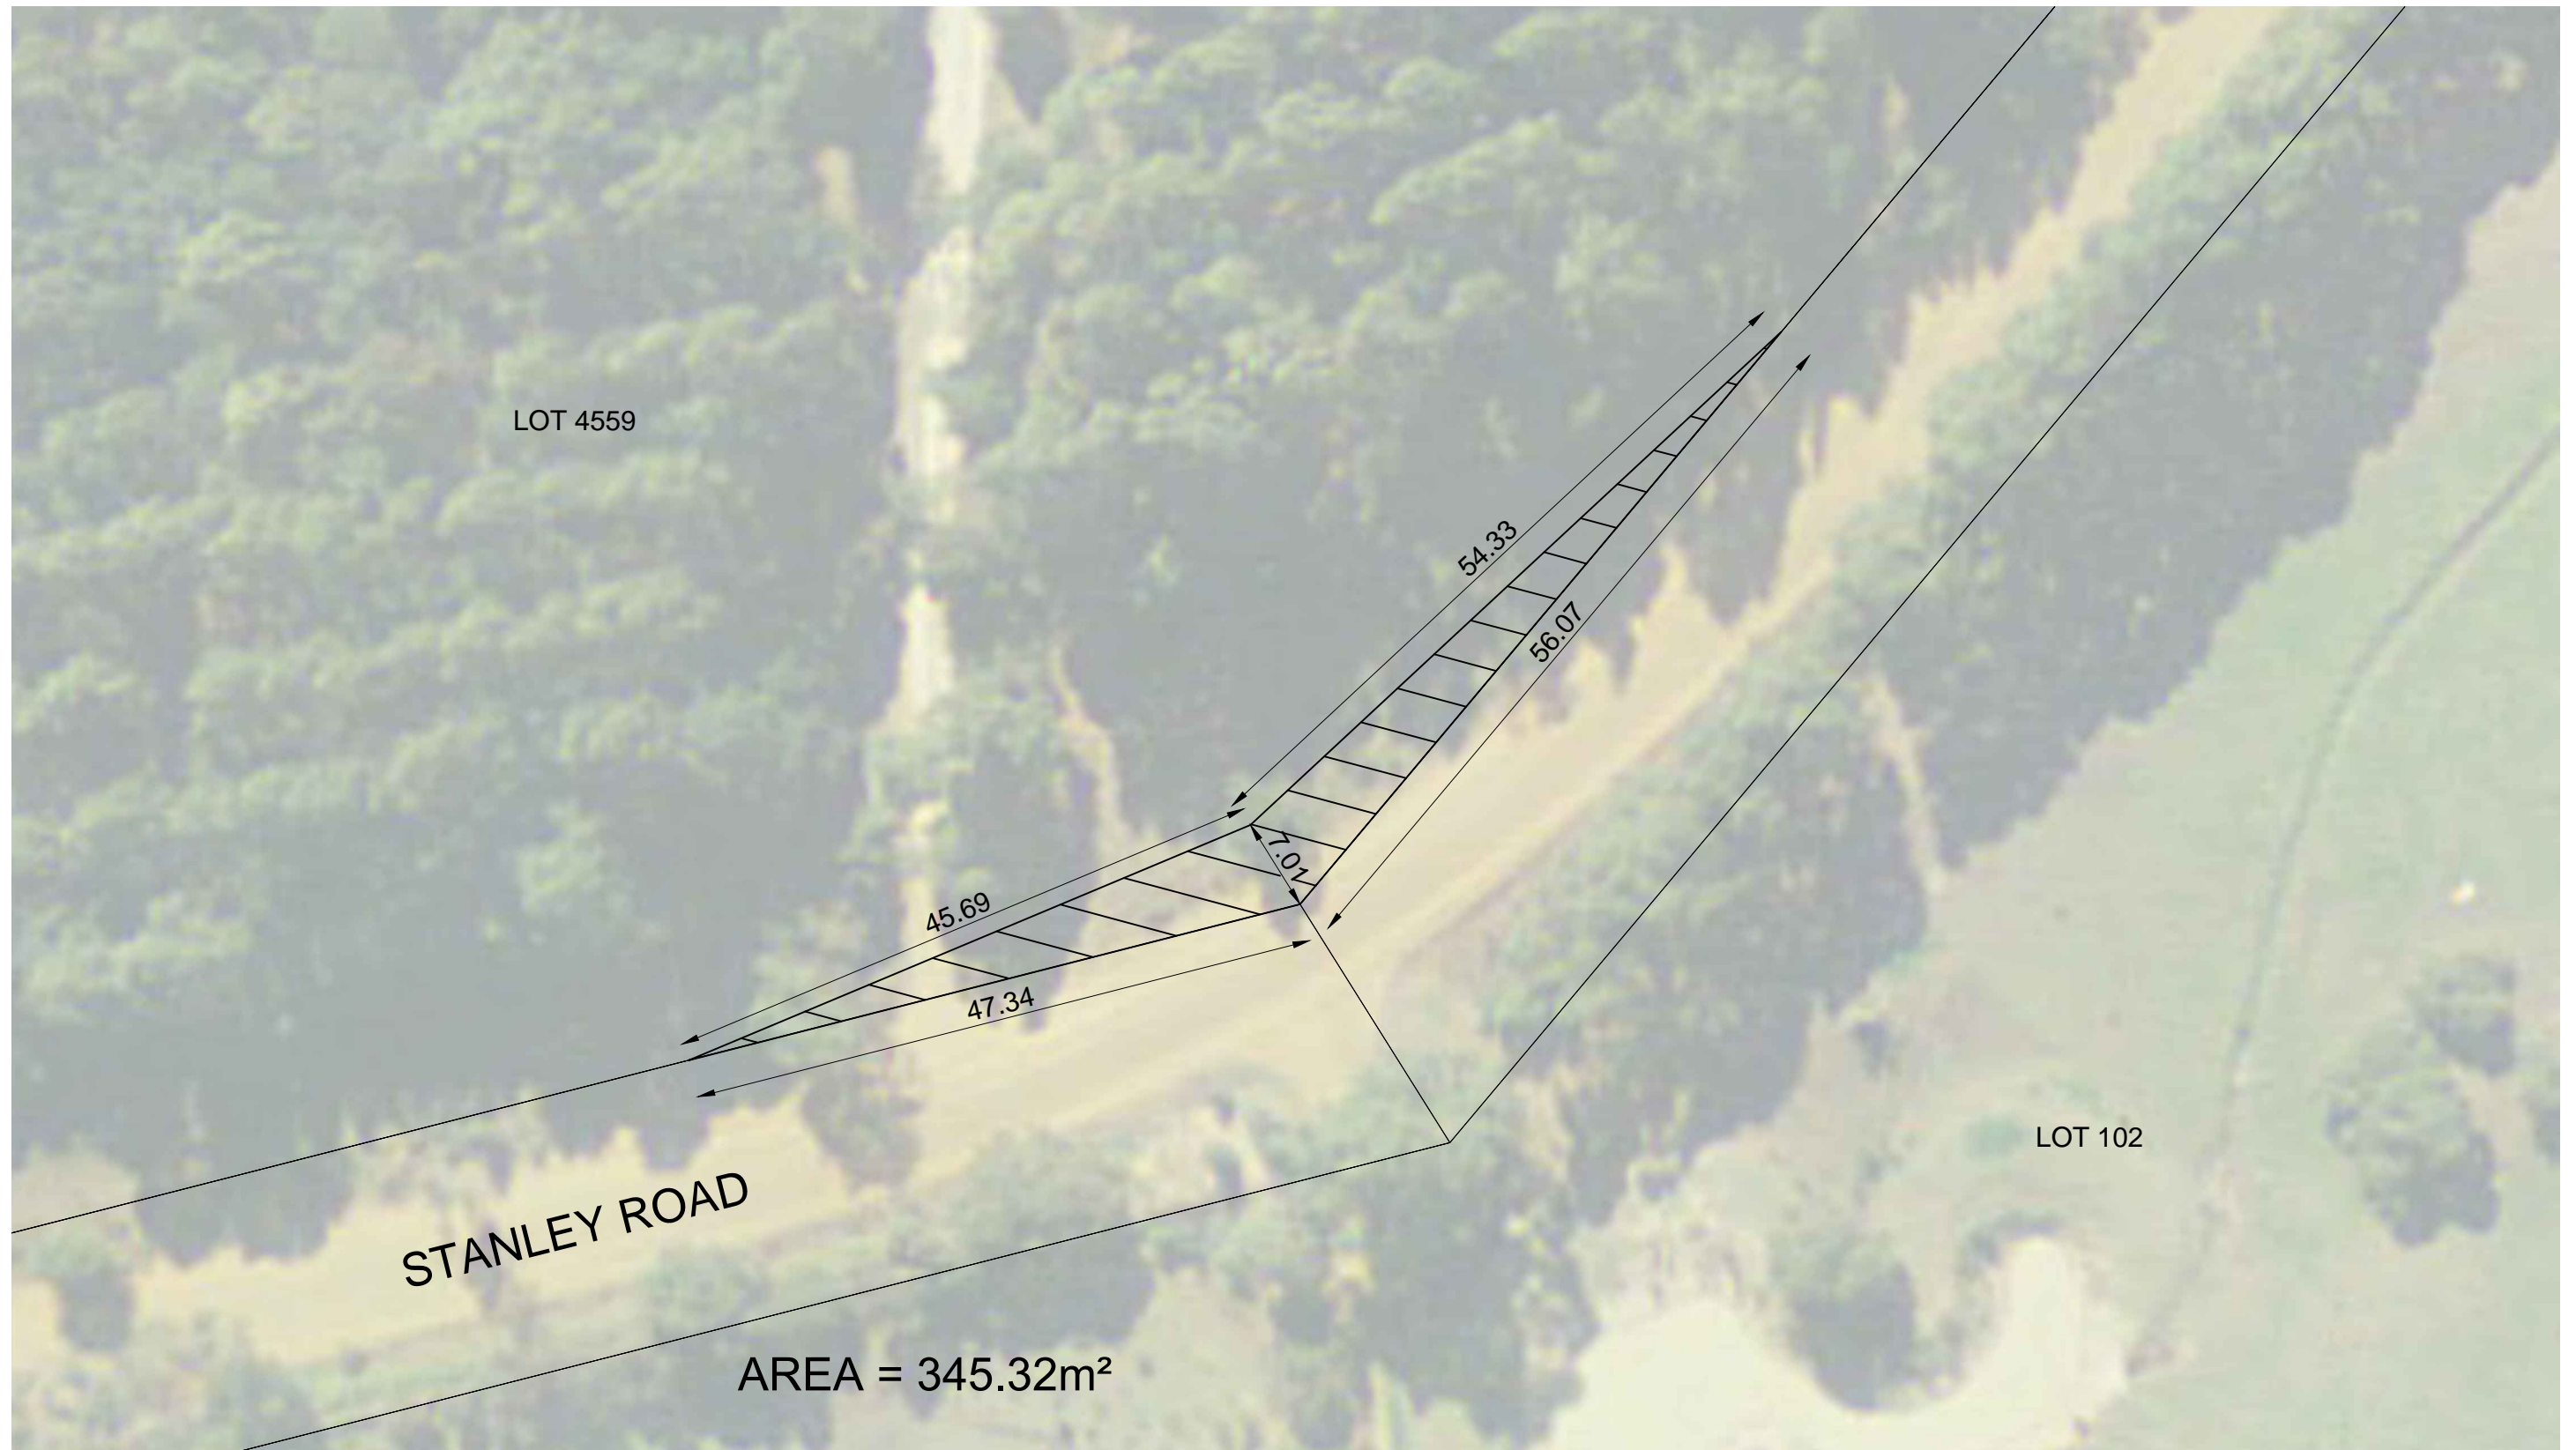 LOT 4559
54.33
56.07
7.01
45.69
47.34
LOT 102
STANLEY ROAD
AREA = 345.32m²